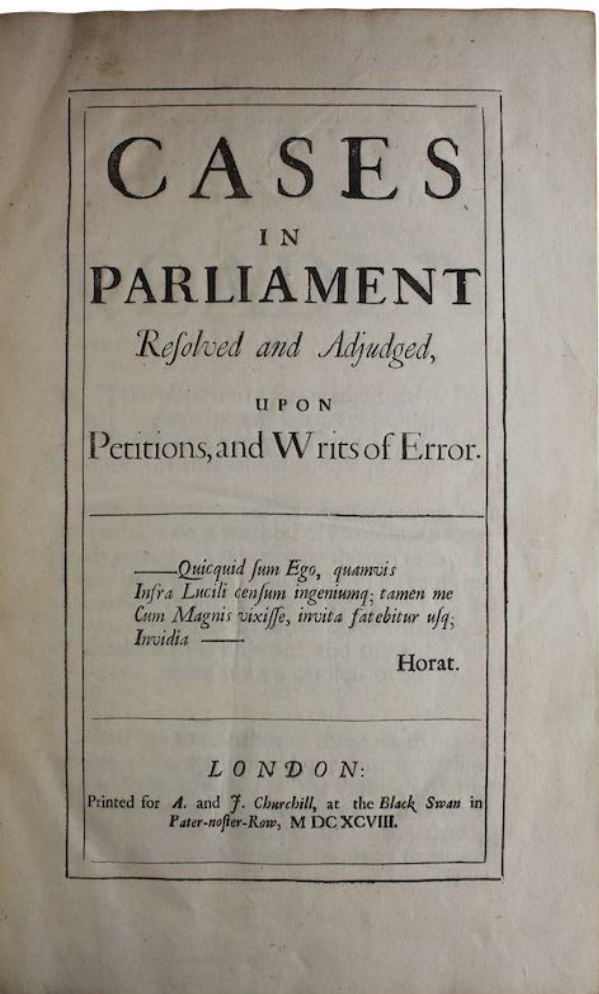 CASES
IN
PARLIAMENT
Reſolved and Adjudged,
UPON
Petitions, and Writs of Error.
——Quicquid ſum Ego, quamvis
Infra Lucili cenſum ingeniumq; tamen me
Cum Magnis vixiſſe, invita fatebitur uſq;
Invidia ——
Horat.
LONDON:
Printed for A. and J. Churchill, at the Black Swan in
Pater-noſter-Row, M DC XCVIII.